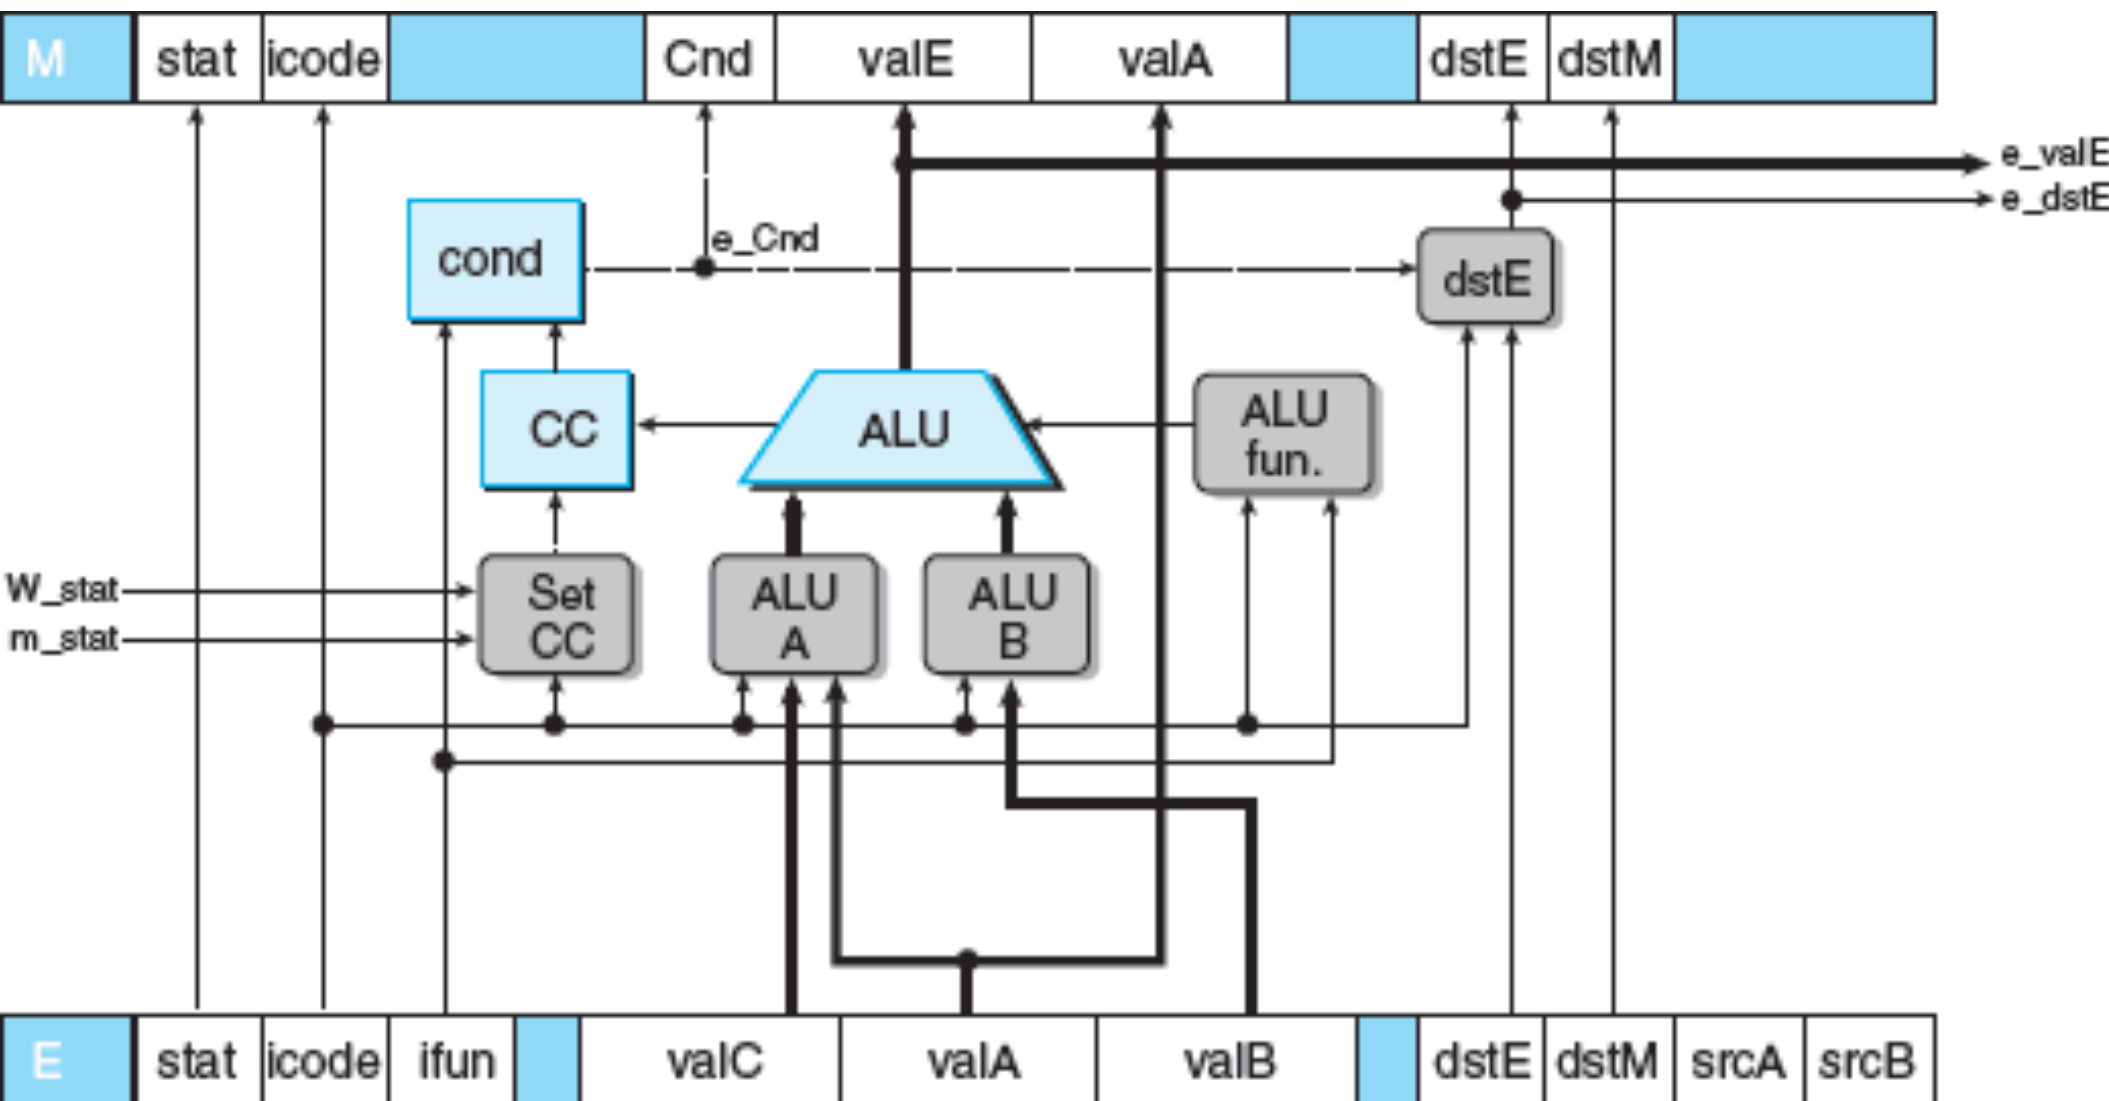 M stat icode Cnd valE valA dstE dstM
e_valE
e_dstE
e_Cnd
cond
dstE
CC
ALU
ALU
fun.
W_stat
m_stat
Set
CC
ALU
A
ALU
B
E stat icode ifun valC valA valB dstE dstM srcA srcB